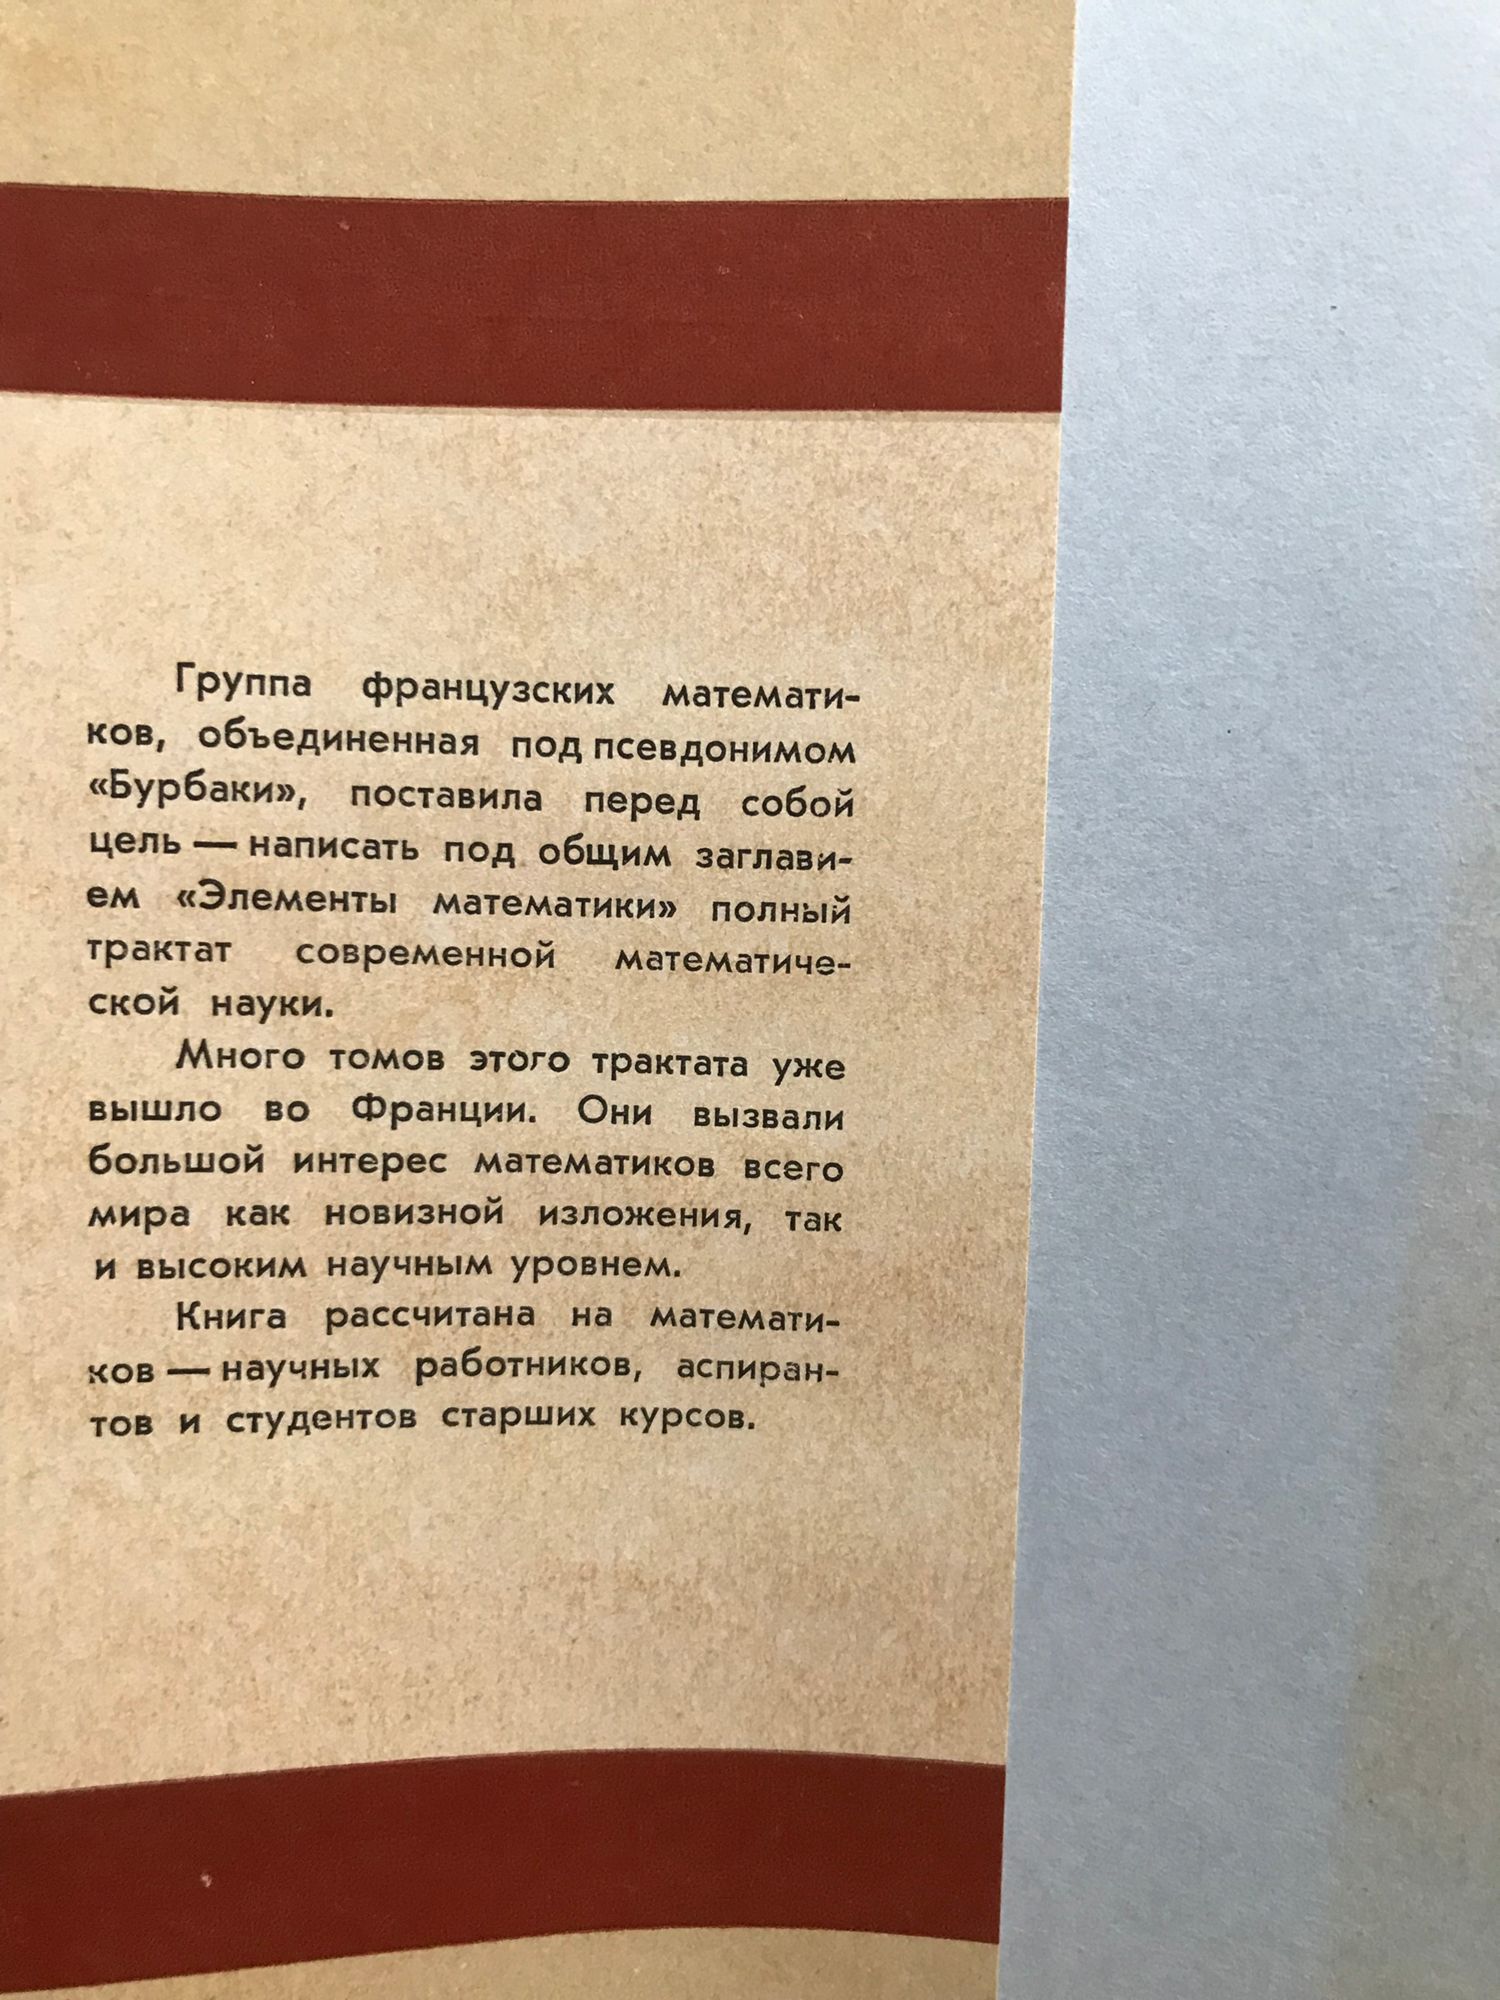 Группа французских математи-
ков, объединенная под псевдонимом
«Бурбаки», поставила перед собой
цель — написать под общим заглави-
ем «Элементы математики» полный
трактат современной математиче-
ской науки.
Много томов этого трактата уже
вышло во Франции. Они вызвали
большой интерес математиков всего
мира как новизной изложения, так
и высоким научным уровнем.
Книга рассчитана на математи-
ков — научных работников, аспиран-
тов и студентов старших курсов.